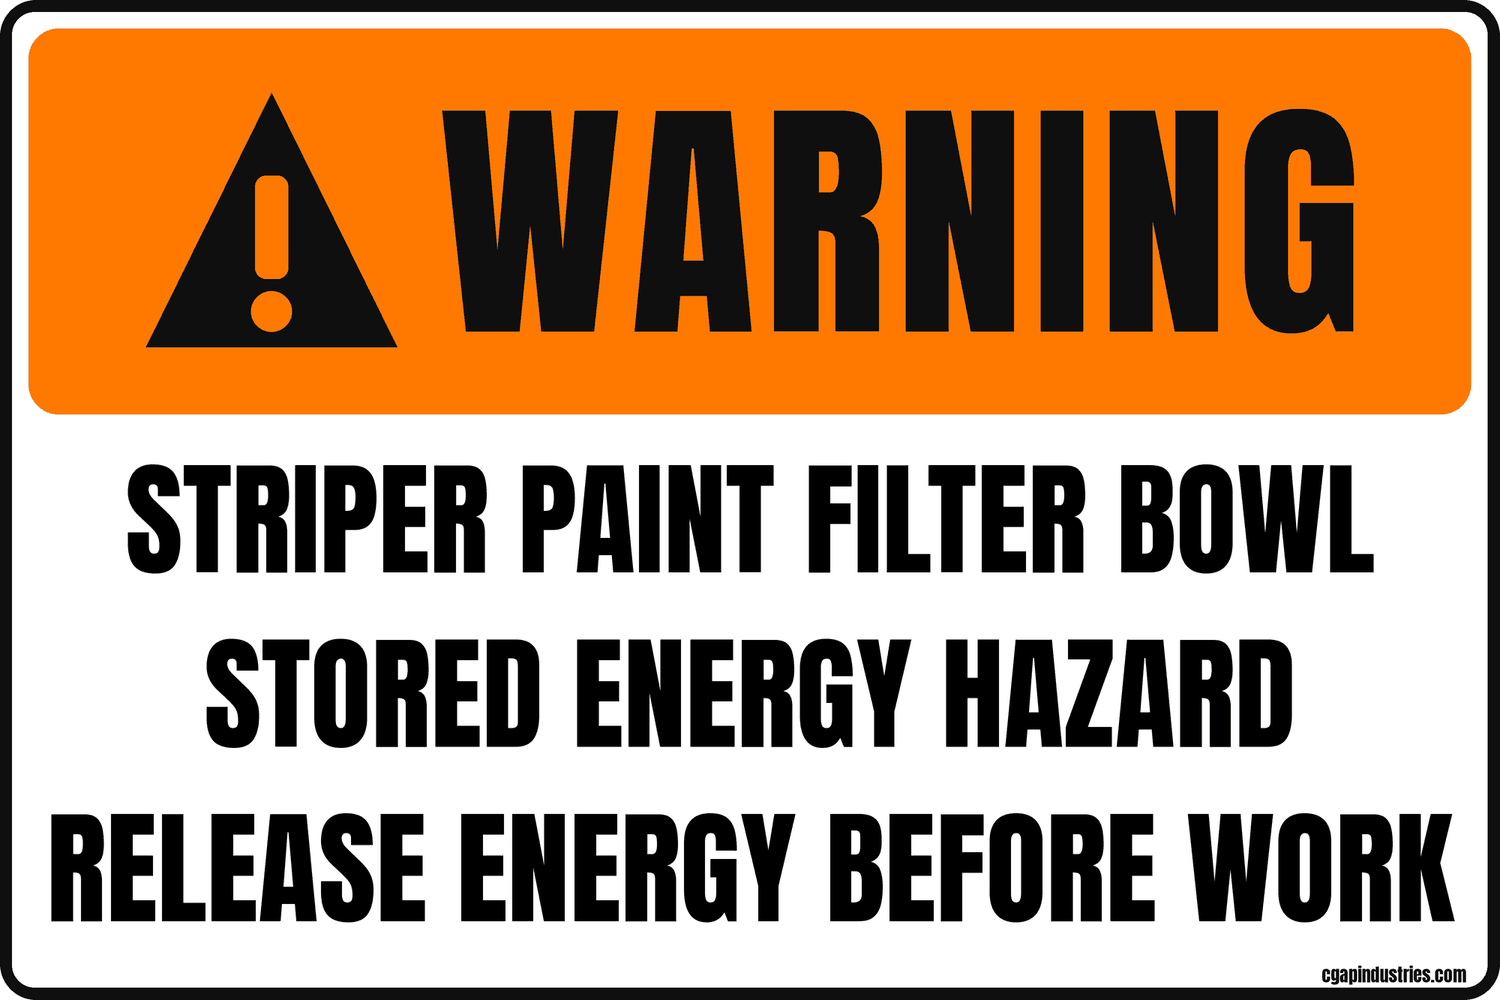 WARNING
STRIPER PAINT FILTER BOWL
STORED ENERGY HAZARD
RELEASE ENERGY BEFORE WORK
cgapindustries.com